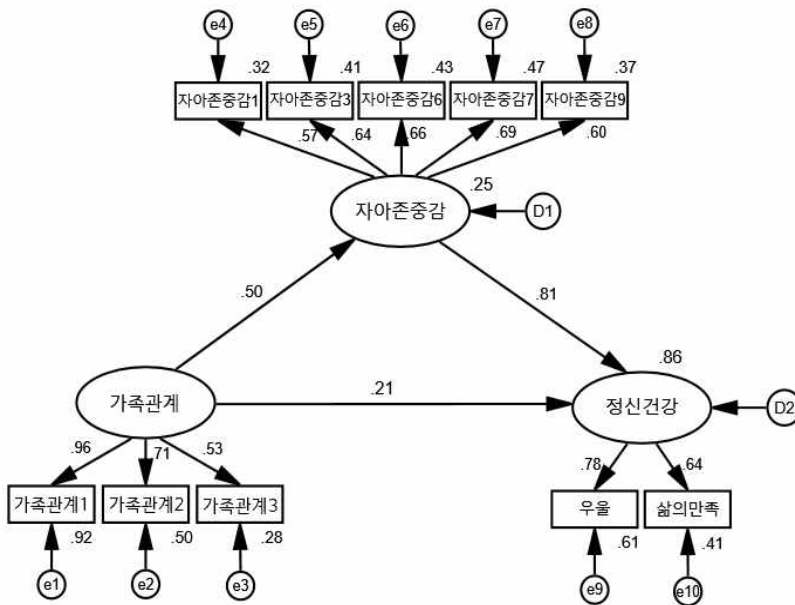 e4 e5 e6 e7 e8
.32 .41 .43 .47 .37
자아존중감1 자아존중감3 자아존중감6 자아존중감7 자아존중감9
.57 .64 .66 .69 .60
.25
자아존중감 D1
.50 .81
.86
가족관계 .21 정신건강 D2
.96 .71 .53 .78 .64
가족관계1 가족관계2 가족관계3 우울 삶의만족
.92 .50 .28 .61 .41
e1 e2 e3 e9 e10